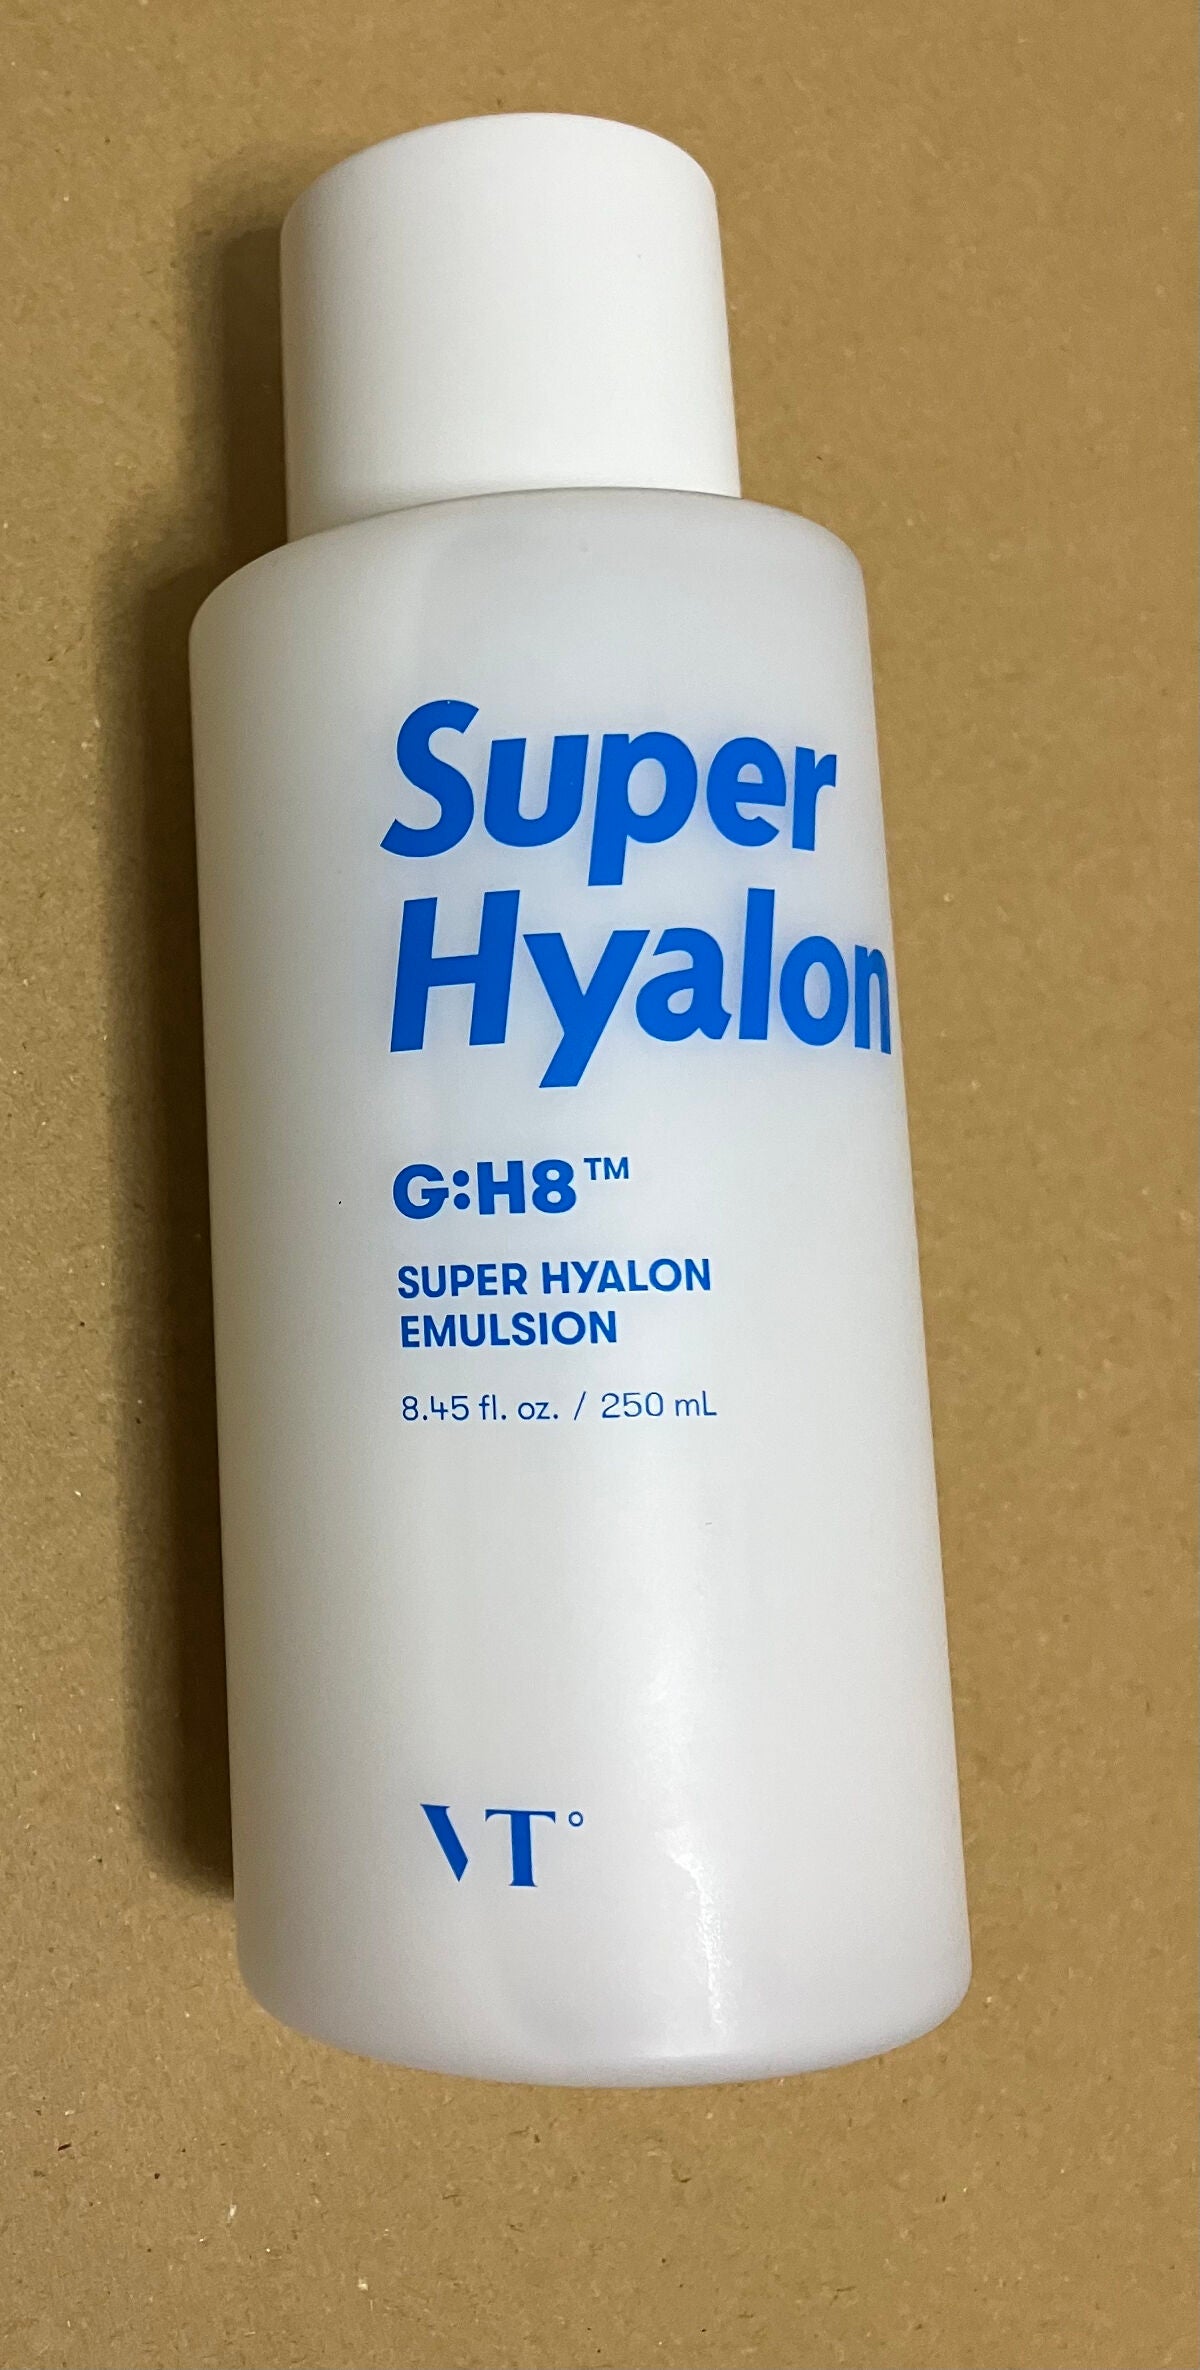 Super
Hyalon
G:H8™
SUPER HYALON
EMULSION
8.45 fl. oz. / 250 mL
VT°